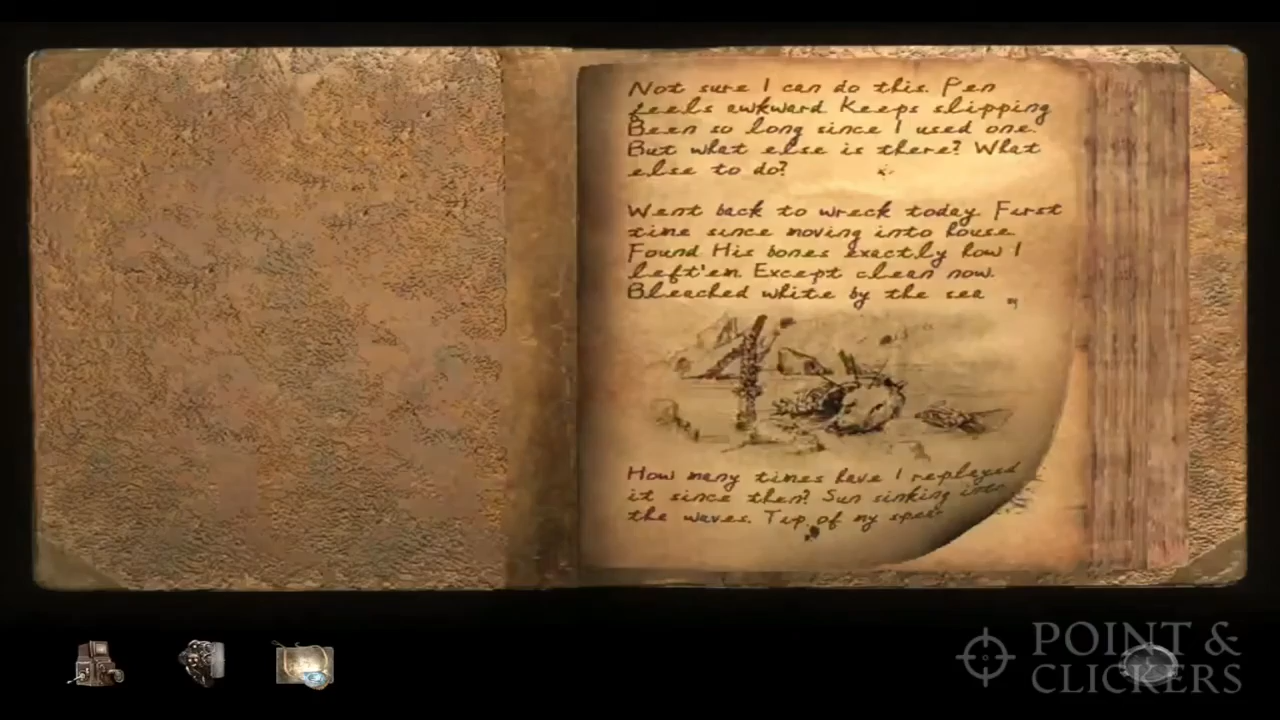 Not sure I can do this. Pen
feels awkward. Keeps slipping
Been so long since I used one.
But what else is there? What
else to do?
Went back to wreck today. First
time since moving into house.
Found His bones exactly how I
left'em. Except clean now.
Bleached white by the sea
How many times have I replayed
it since then? Sun sinking into
the waves. Tip of my
POINT &
CLICKERS